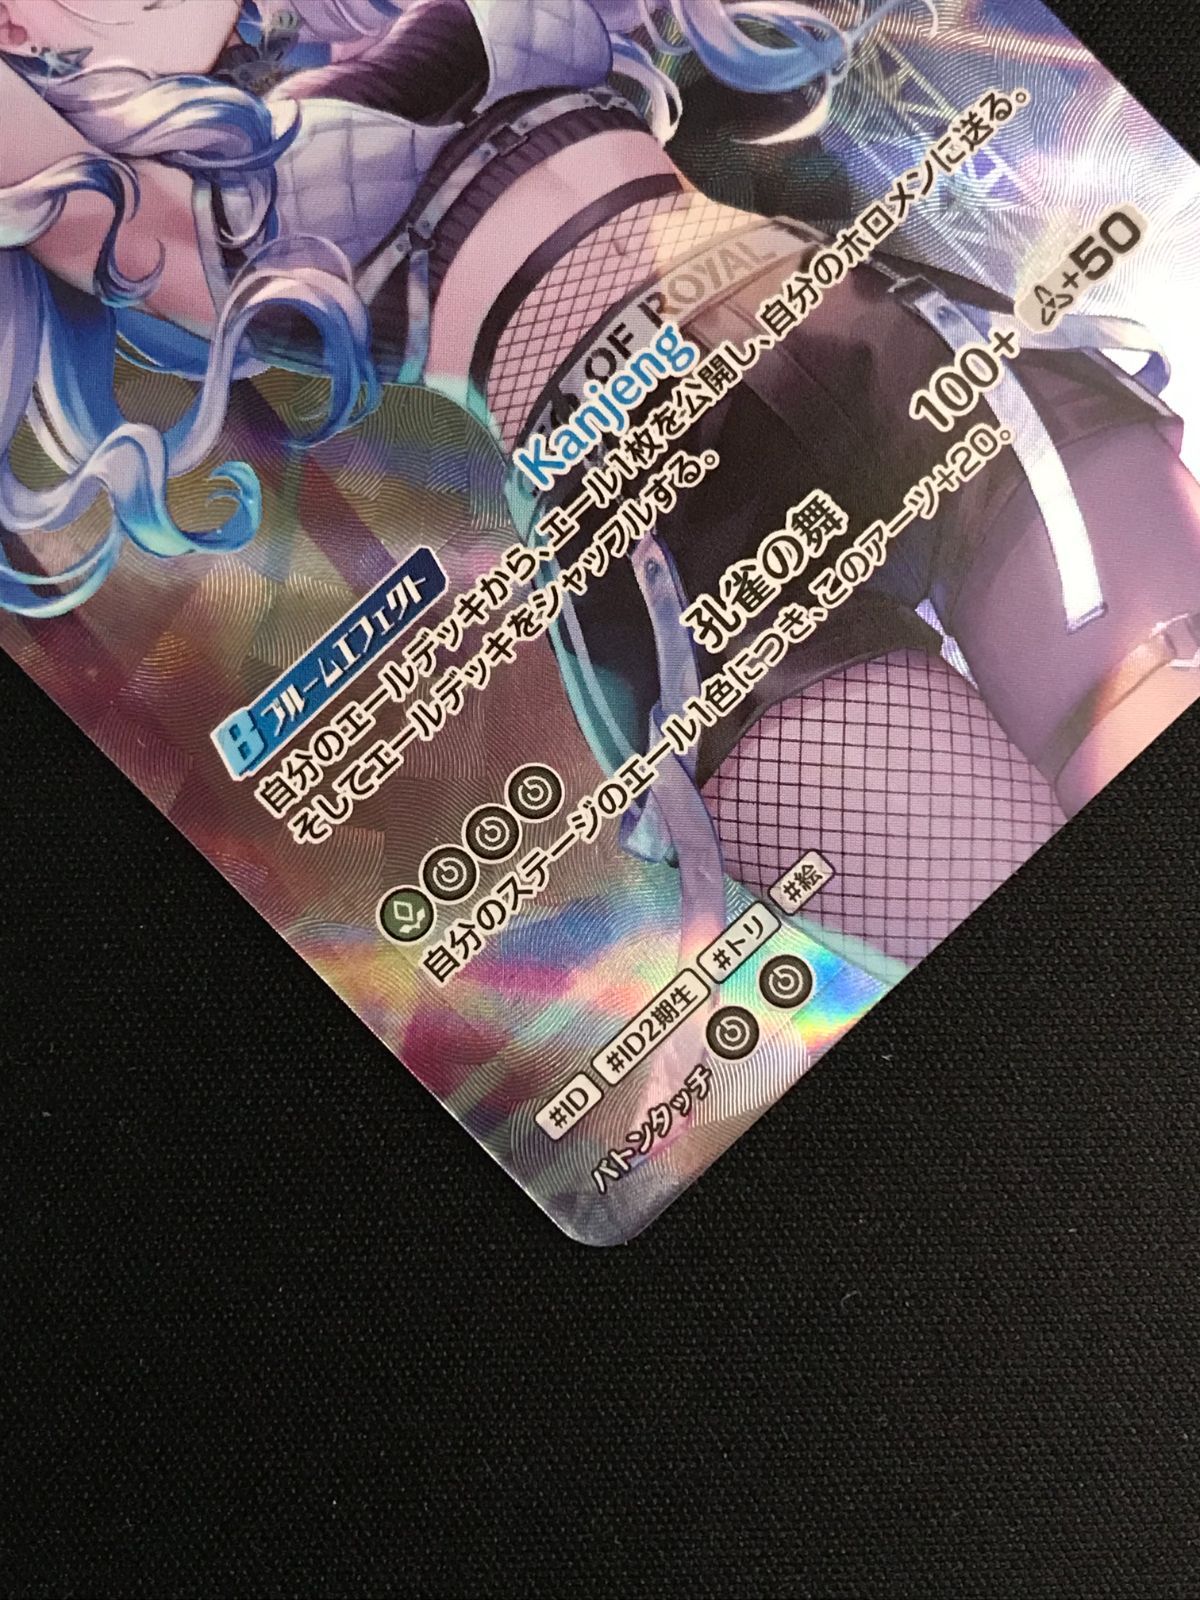 OF ROYAL
Bブルームエフェクト
Kanjeng
自分のエールデッキから、エール1枚を公開し、自分のホロメンに送る。
そしてエールデッキをシャッフルする。
孔雀の舞
100+
+50
自分のステージのエール1色につき、このアーツ+20。
#ID #ID2期生 #トリ #絵
バトンタッチ